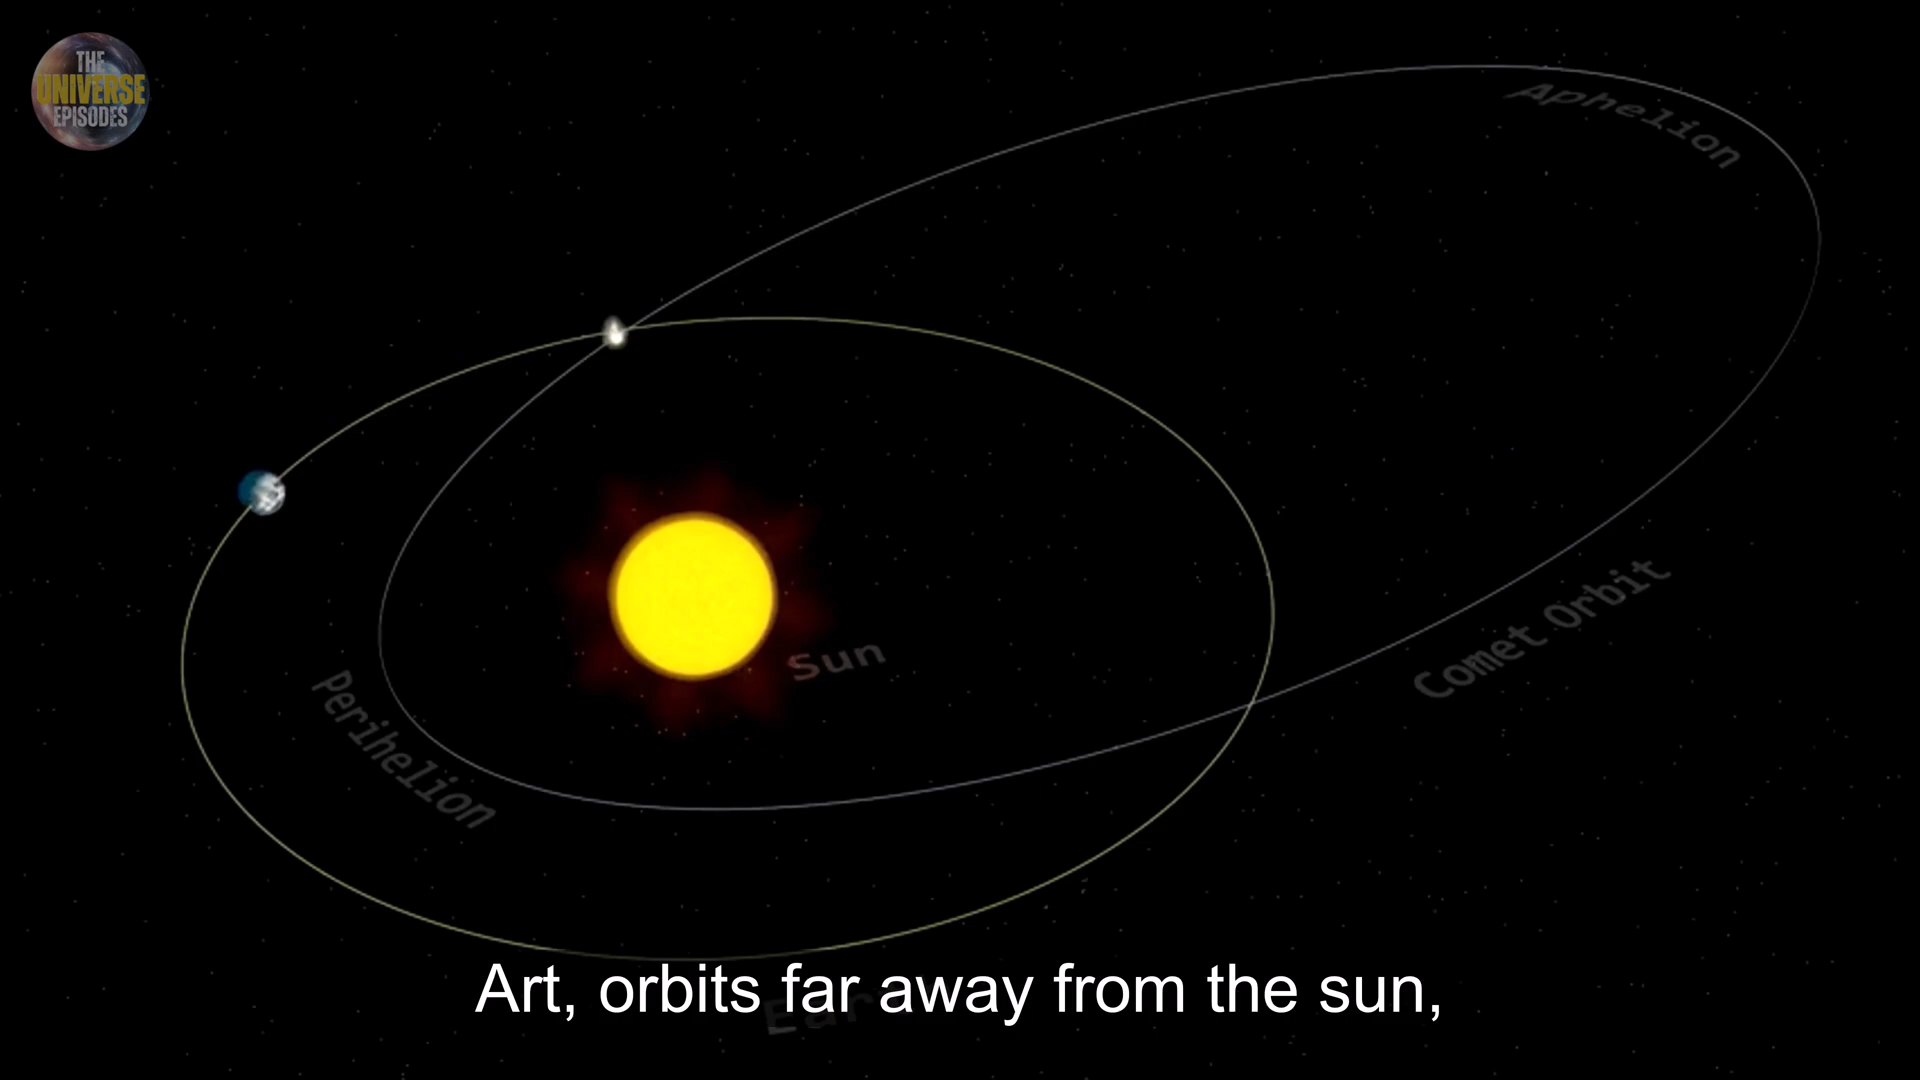 THE
UNIVERSE
EPISODES
Aphelion
Comet Orbit
Sun
Perihelion
Art, orbits far away from the sun,